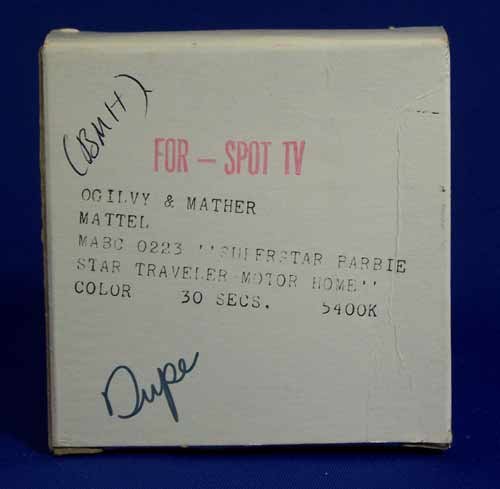 (BMH)
FOR - SPOT TV
OGILVY & MATHER
MATTEL
MABC 0223 ''SUPERSTAR BARBIE
STAR TRAVELER MOTOR HOME''
COLOR 30 SECS. 5400K
Dupe